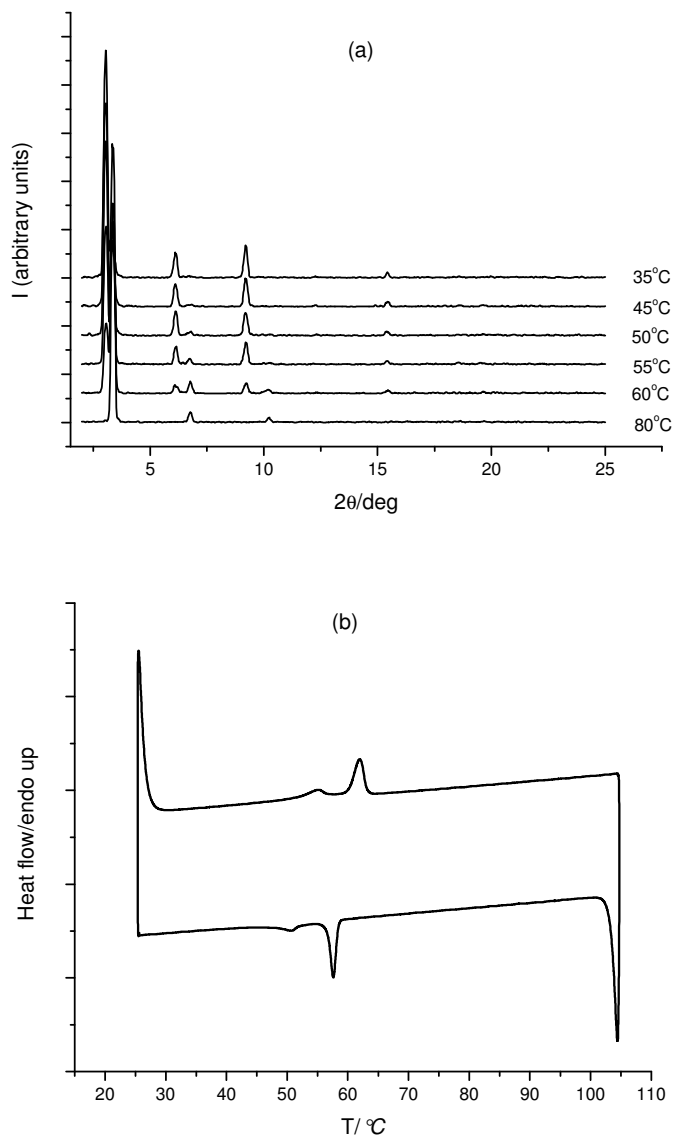 (a)
I (arbitrary units)
35°C
45°C
50°C
55°C
60°C
80°C
5 10 15 20 25
2θ/deg
(b)
Heat flow/endo up
20 30 40 50 60 70 80 90 100 110
T/ °C